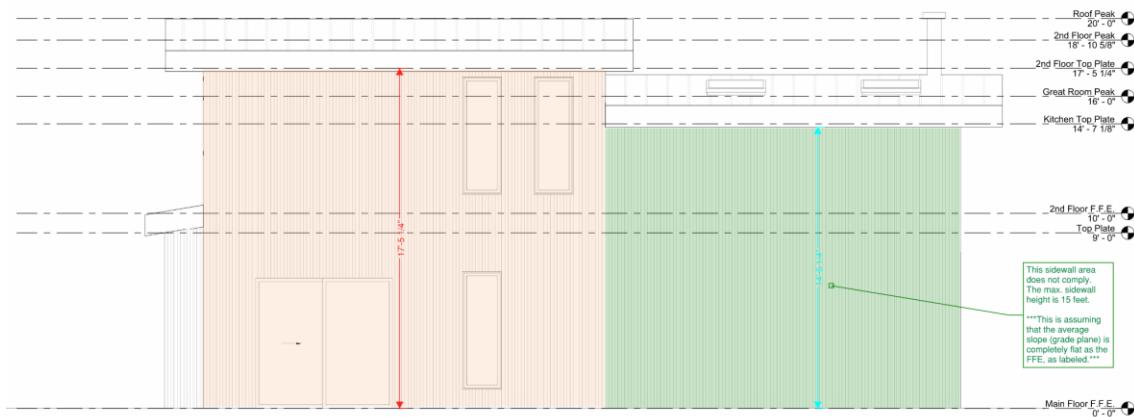 Roof Peak
20' - 0"
2nd Floor Peak
18' - 10 5/8"
2nd Floor Top Plate
17' - 5 1/4"
Great Room Peak
16' - 0"
Kitchen Top Plate
14' - 7 1/8"
17'-5 1/4"
14'-5 1/4"
2nd Floor F.F.E.
10' - 0"
Top Plate
9' - 0"
This sidewall area
does not comply.
The max. sidewall
height is 15 feet.
***This is assuming
that the average
slope (grade plane) is
completely flat as the
FFE, as labeled.***
Main Floor F.F.E.
0' - 0"